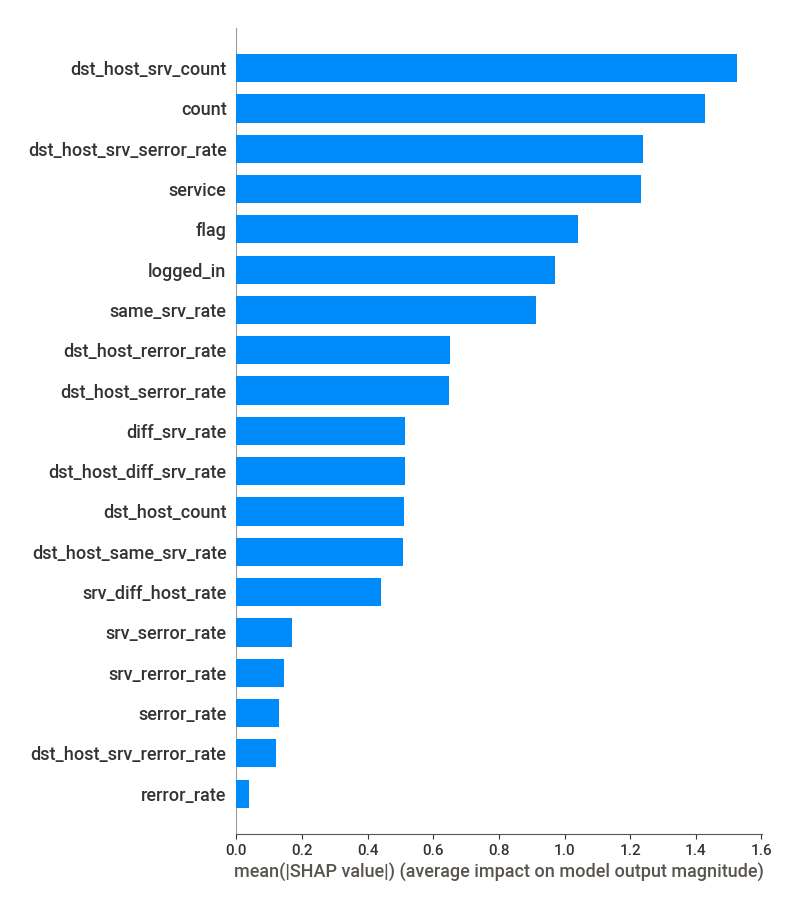 dst_host_srv_count
count
dst_host_srv_serror_rate
service
flag
logged_in
same_srv_rate
dst_host_rerror_rate
dst_host_serror_rate
diff_srv_rate
dst_host_diff_srv_rate
dst_host_count
dst_host_same_srv_rate
srv_diff_host_rate
srv_serror_rate
srv_rerror_rate
serror_rate
dst_host_srv_rerror_rate
rerror_rate
0.0 0.2 0.4 0.6 0.8 1.0 1.2 1.4 1.6
mean(|SHAP value|) (average impact on model output magnitude)